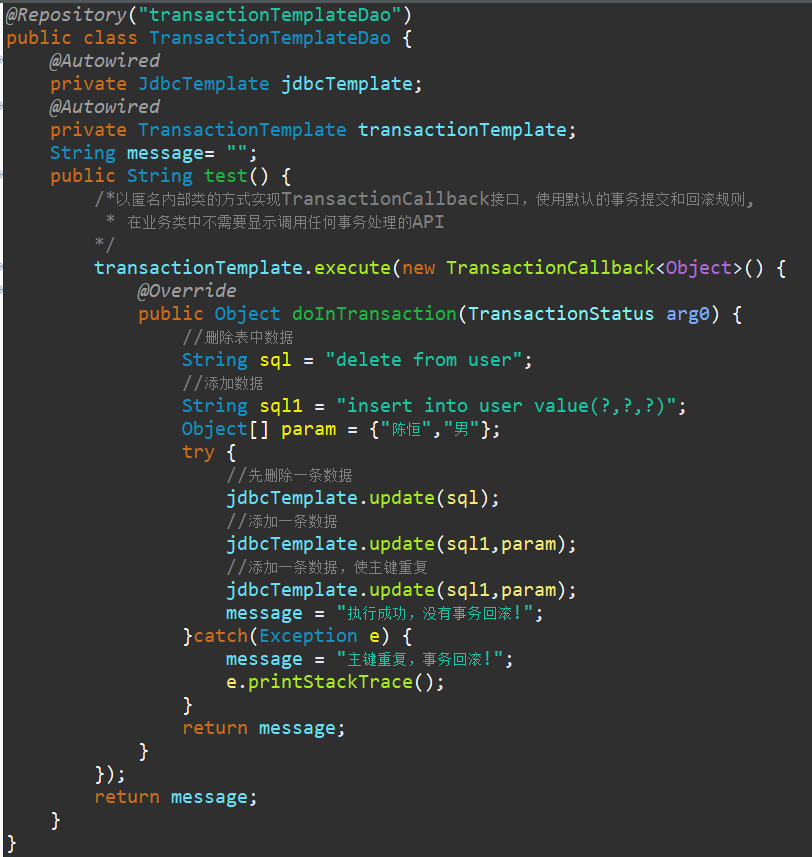 @Repository("transactionTemplateDao")
public class TransactionTemplateDao {
    @Autowired
    private JdbcTemplate jdbcTemplate;
    @Autowired
    private TransactionTemplate transactionTemplate;
    String message= "";
    public String test() {
        /*以匿名内部类的方式实现TransactionCallback接口，使用默认的事务提交和回滚规则，
         * 在业务类中不需要显示调用任何事务处理的API
        */
        transactionTemplate.execute(new TransactionCallback<Object>() {
            @Override
            public Object doInTransaction(TransactionStatus arg0) {
                //删除表中数据
                String sql = "delete from user";
                //添加数据
                String sql1 = "insert into user value(?,?,?)";
                Object[] param = {"陈恒","男"};
                try {
                    //先删除一条数据
                    jdbcTemplate.update(sql);
                    //添加一条数据
                    jdbcTemplate.update(sql1,param);
                    //添加一条数据，使主键重复
                    jdbcTemplate.update(sql1,param);
                    message = "执行成功，没有事务回滚!";
                }catch(Exception e) {
                    message = "主键重复，事务回滚!";
                    e.printStackTrace();
                }
                return message;
            }
        });
        return message;
    }
}